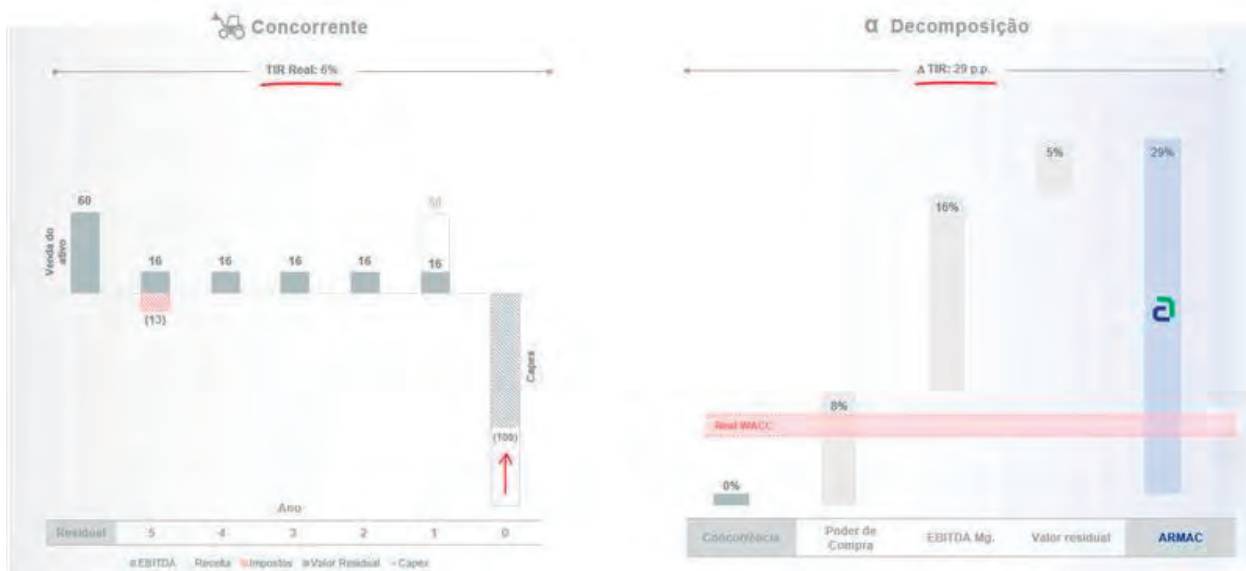 Concorrente
TIR Real: 6%
60
16
16
16
16
16
(13)
(100)
Venda do
ativo
Capex
Ano
Residual 5 4 3 2 1 0
EBITDA Receita Impostos Valor Residual Capex
α Decomposição
Δ TIR: 29 p.p.
0%
8%
16%
5%
29%
Real WACC
Concorrência Poder de
Compra EBITDA Mg. Valor residual ARMAC